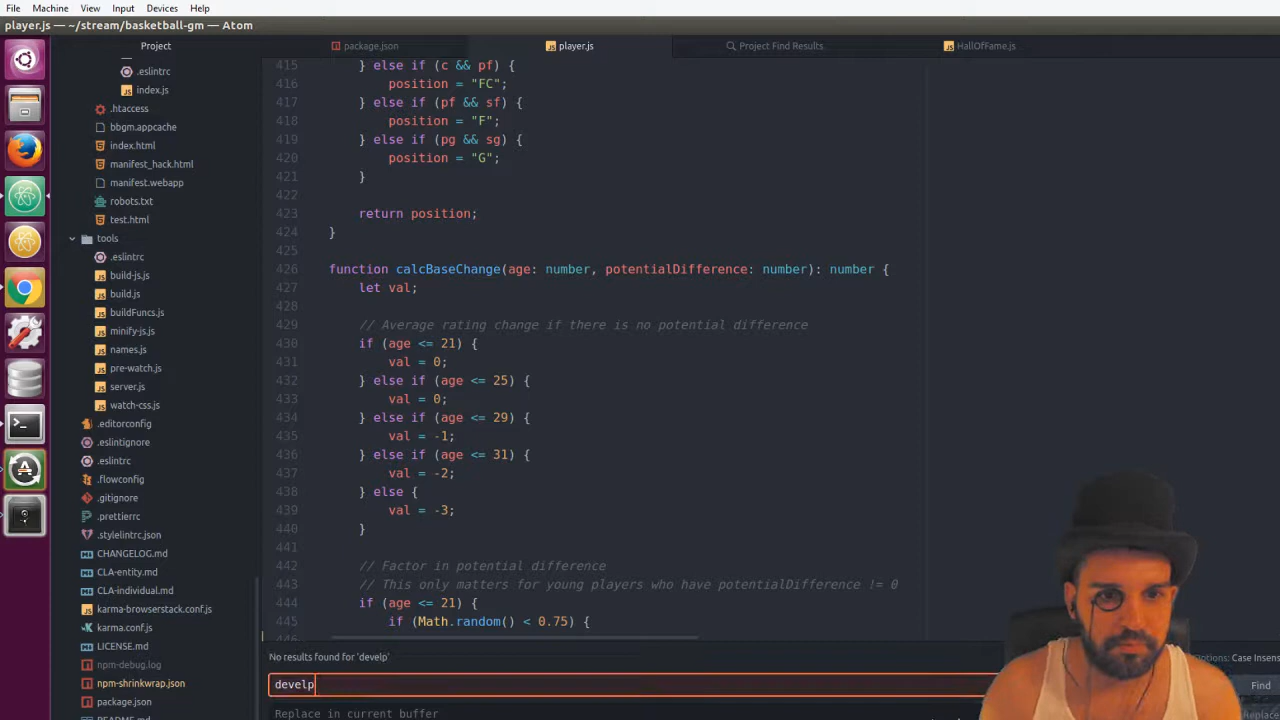 File Machine View Input Devices Help
player.js — ~/stream/basketball-gm — Atom
Project
package.json
player.js
Project Find Results
HallOfFame.js
.eslintrc
index.js
.htaccess
bbgm.appcache
index.html
manifest_hack.html
manifest.webapp
robots.txt
test.html
tools
.eslintrc
build-js.js
build.js
buildFuncs.js
minify-js.js
names.js
pre-watch.js
server.js
watch-css.js
.editorconfig
.eslintignore
.eslintrc
.flowconfig
.gitignore
.prettierrc
.stylelintrc.json
CHANGELOG.md
CLA-entity.md
CLA-individual.md
karma-browserstack.conf.js
karma.conf.js
LICENSE.md
npm-debug.log
npm-shrinkwrap.json
package.json
README.md
415 } else if (c && pf) {
416 position = "FC";
417 } else if (pf && sf) {
418 position = "F";
419 } else if (pg && sg) {
420 position = "G";
421 }
422
423 return position;
424 }
425
426 function calcBaseChange(age: number, potentialDifference: number): number {
427 let val;
428
429 // Average rating change if there is no potential difference
430 if (age <= 21) {
431 val = 0;
432 } else if (age <= 25) {
433 val = 0;
434 } else if (age <= 29) {
435 val = -1;
436 } else if (age <= 31) {
437 val = -2;
438 } else {
439 val = -3;
440 }
441
442 // Factor in potential difference
443 // This only matters for young players who have potentialDifference != 0
444 if (age <= 21) {
445 if (Math.random() < 0.75) {
446
No results found for 'develp'
Options: Case Insens
develp
Find
Replace in current buffer
Replace